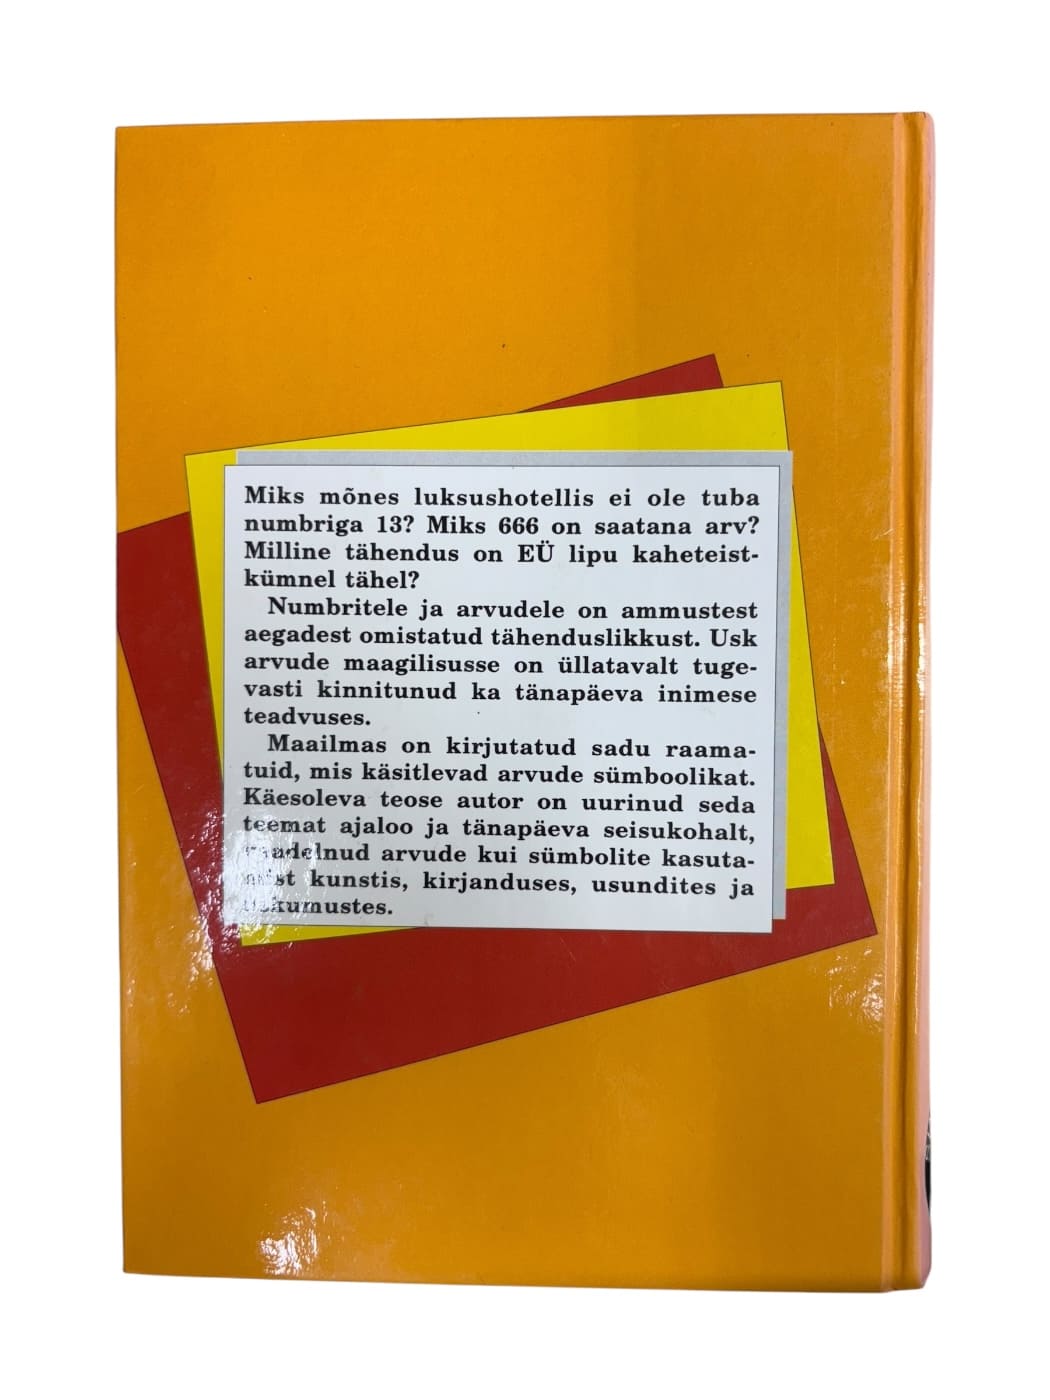 Miks mõnes luksushotellis ei ole tuba
numbriga 13? Miks 666 on saatana arv?
Milline tähendus on EÜ lipu kaheteist-
kümnel tähel?
Numbritele ja arvudele on ammustest
aegadest omistatud tähenduslikkust. Usk
arvude maagilisusse on üllatavalt tuge-
vasti kinnitunud ka tänapäeva inimese
teadvuses.
Maailmas on kirjutatud sadu raama-
tuid, mis käsitlevad arvude sümboolikat.
Käesoleva teose autor on uurinud seda
teemat ajaloo ja tänapäeva seisukohalt,
vaadelnud arvude kui sümbolite kasuta-
mist kunstis, kirjanduses, usundites ja